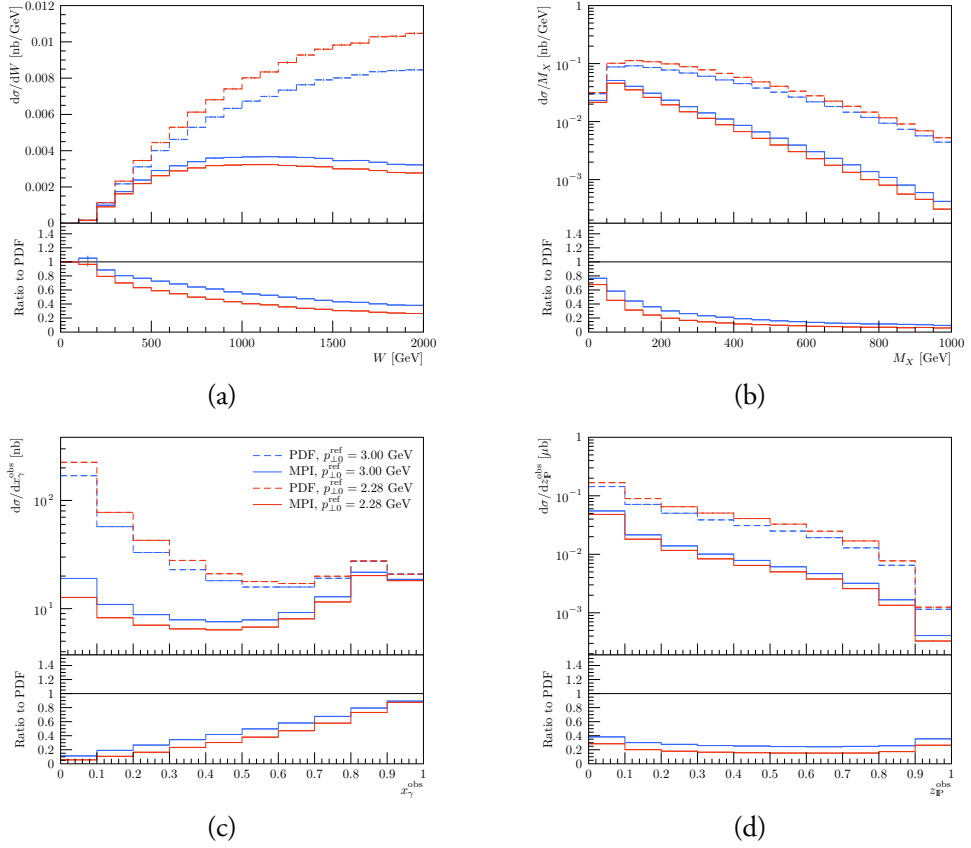 dσ/dW [nb/GeV]
0.012
0.01
0.008
0.006
0.004
0.002
0
Ratio to PDF
1.4
1.2
1
0.8
0.6
0.4
0.2
0
0 500 1000 1500 2000
W [GeV]
(a)
dσ/M_X [nb/GeV]
1
10^−1
10^−2
10^−3
Ratio to PDF
1.4
1.2
1
0.8
0.6
0.4
0.2
0
0 200 400 600 800 1000
M_X [GeV]
(b)
dσ/dx_γ^obs [nb]
10^2
10^1
PDF, p_⊥0^ref = 3.00 GeV
MPI, p_⊥0^ref = 3.00 GeV
PDF, p_⊥0^ref = 2.28 GeV
MPI, p_⊥0^ref = 2.28 GeV
Ratio to PDF
1.4
1.2
1
0.8
0.6
0.4
0.2
0
0 0.1 0.2 0.3 0.4 0.5 0.6 0.7 0.8 0.9 1
x_γ^obs
(c)
dσ/dz_ℙ^obs [μb]
1
10^−1
10^−2
10^−3
Ratio to PDF
1.4
1.2
1
0.8
0.6
0.4
0.2
0
0 0.1 0.2 0.3 0.4 0.5 0.6 0.7 0.8 0.9 1
z_ℙ^obs
(d)